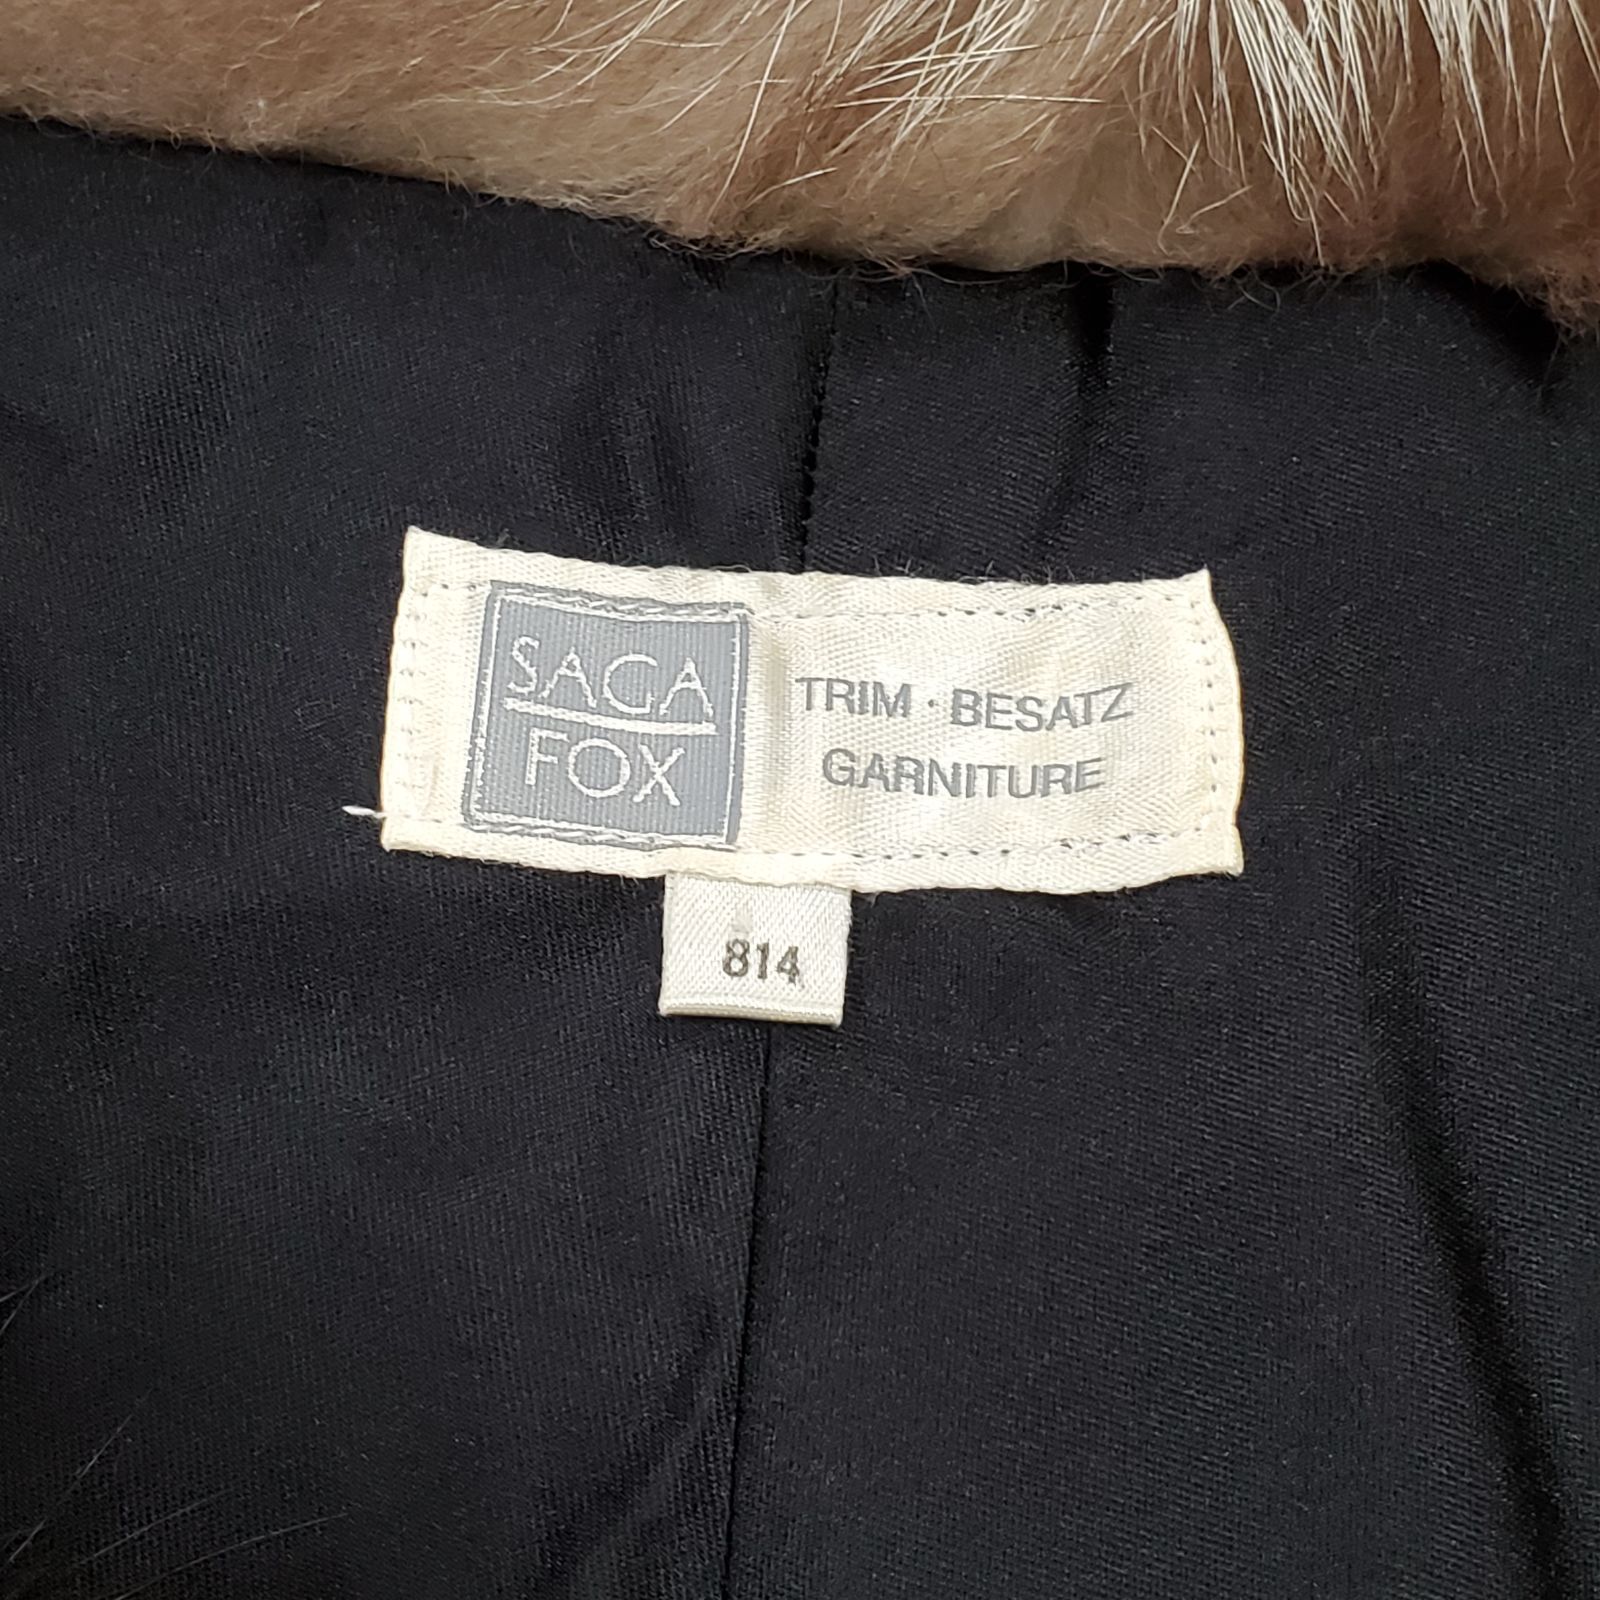 SAGA
FOX
TRIM · BESATZ
GARNITURE
814